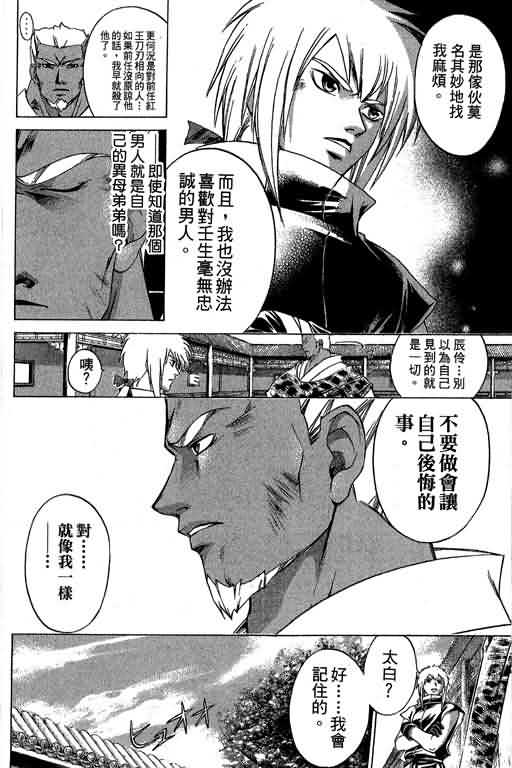 是那傢伙莫
名其妙地找
我麻煩。
而且，我也沒辦法
喜歡對壬生毫無忠
誠的男人。
更何況是對前任紅
王刀刃相向的人…
如果前任沒原諒他
的話，我早就殺了
他了。
…
——即使知道那個
男人就是自
己的異母弟弟嗎？
辰伶…別
以為自己
見到的就
是一切。
咦？
不要做會讓
自己後悔的
事。
對……
就像我一樣
——
太白？
好……我會
記住的。
ヒュオオ